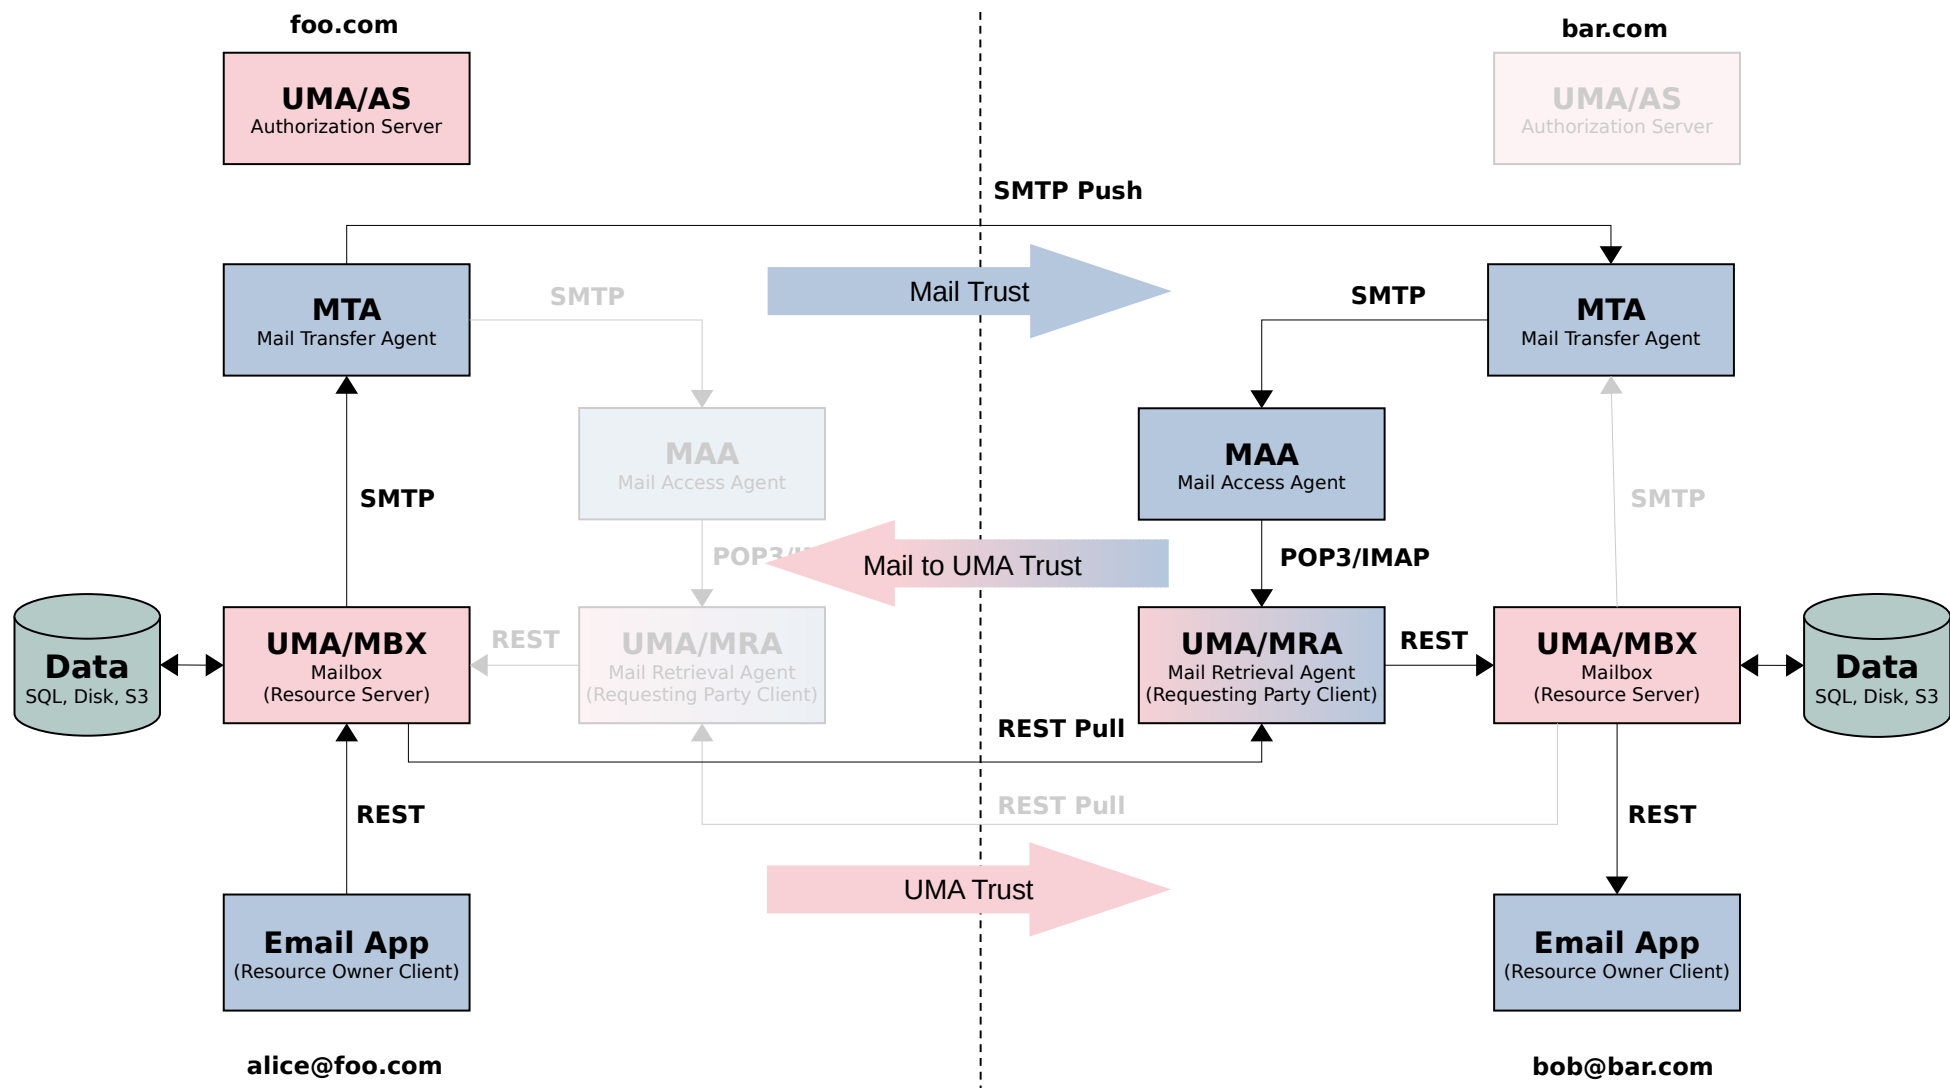 foo.com
bar.com
UMA/AS
Authorization Server
UMA/AS
Authorization Server
SMTP Push
MTA
Mail Transfer Agent
SMTP
Mail Trust
SMTP
MTA
Mail Transfer Agent
MAA
Mail Access Agent
MAA
Mail Access Agent
SMTP
SMTP
POP3/
Mail to UMA Trust
POP3/IMAP
Data
SQL, Disk, S3
UMA/MBX
Mailbox
(Resource Server)
REST
UMA/MRA
Mail Retrieval Agent
(Requesting Party Client)
UMA/MRA
Mail Retrieval Agent
(Requesting Party Client)
REST
UMA/MBX
Mailbox
(Resource Server)
Data
SQL, Disk, S3
REST Pull
REST
REST Pull
REST
UMA Trust
Email App
(Resource Owner Client)
Email App
(Resource Owner Client)
alice@foo.com
bob@bar.com